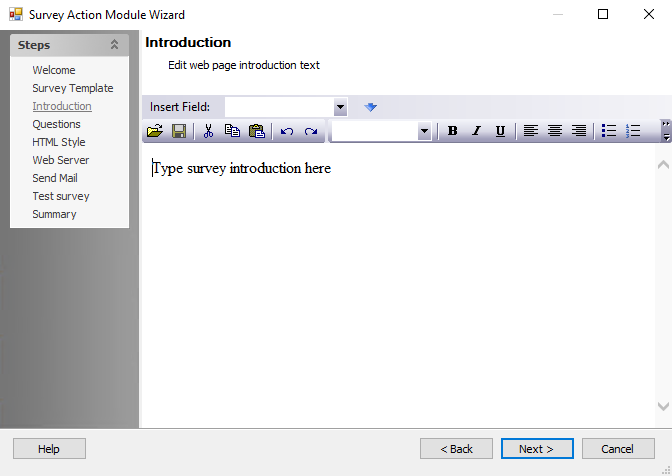 Survey Action Module Wizard
Steps
Welcome
Survey Template
Introduction
Questions
HTML Style
Web Server
Send Mail
Test survey
Summary
Introduction
Edit web page introduction text
Insert Field:
B I U
Type survey introduction here
Help
< Back
Next >
Cancel